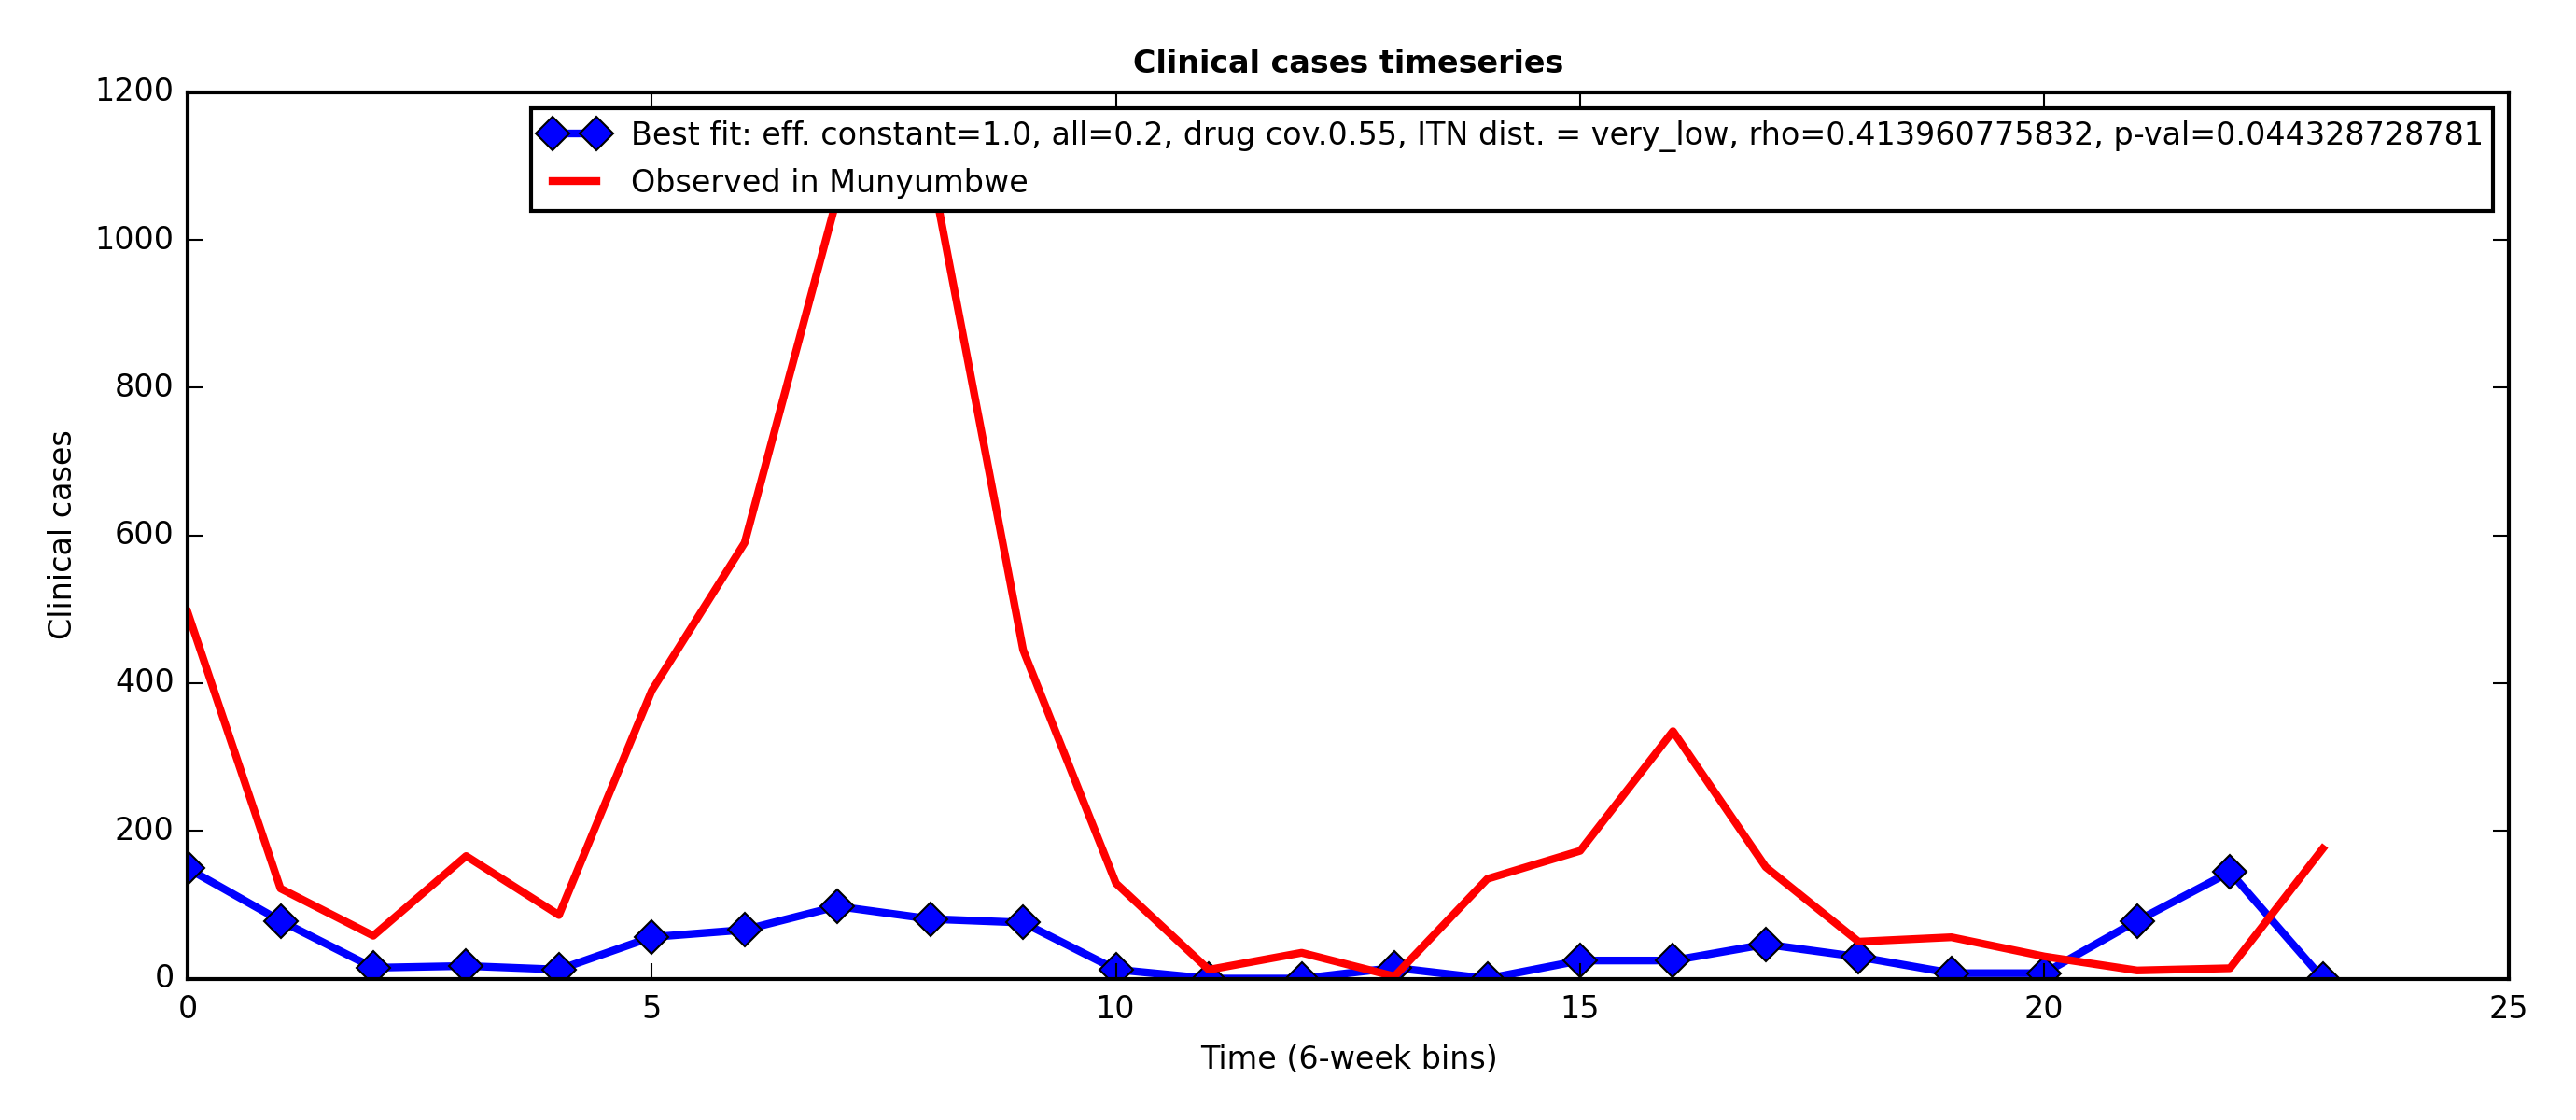 Clinical cases timeseries
Best fit: eff. constant=1.0, all=0.2, drug cov.0.55, ITN dist. = very_low, rho=0.413960775832, p-val=0.044328728781
Observed in Munyumbwe
1200
1000
800
600
400
200
0
Clinical cases
0 5 10 15 20 25
Time (6-week bins)